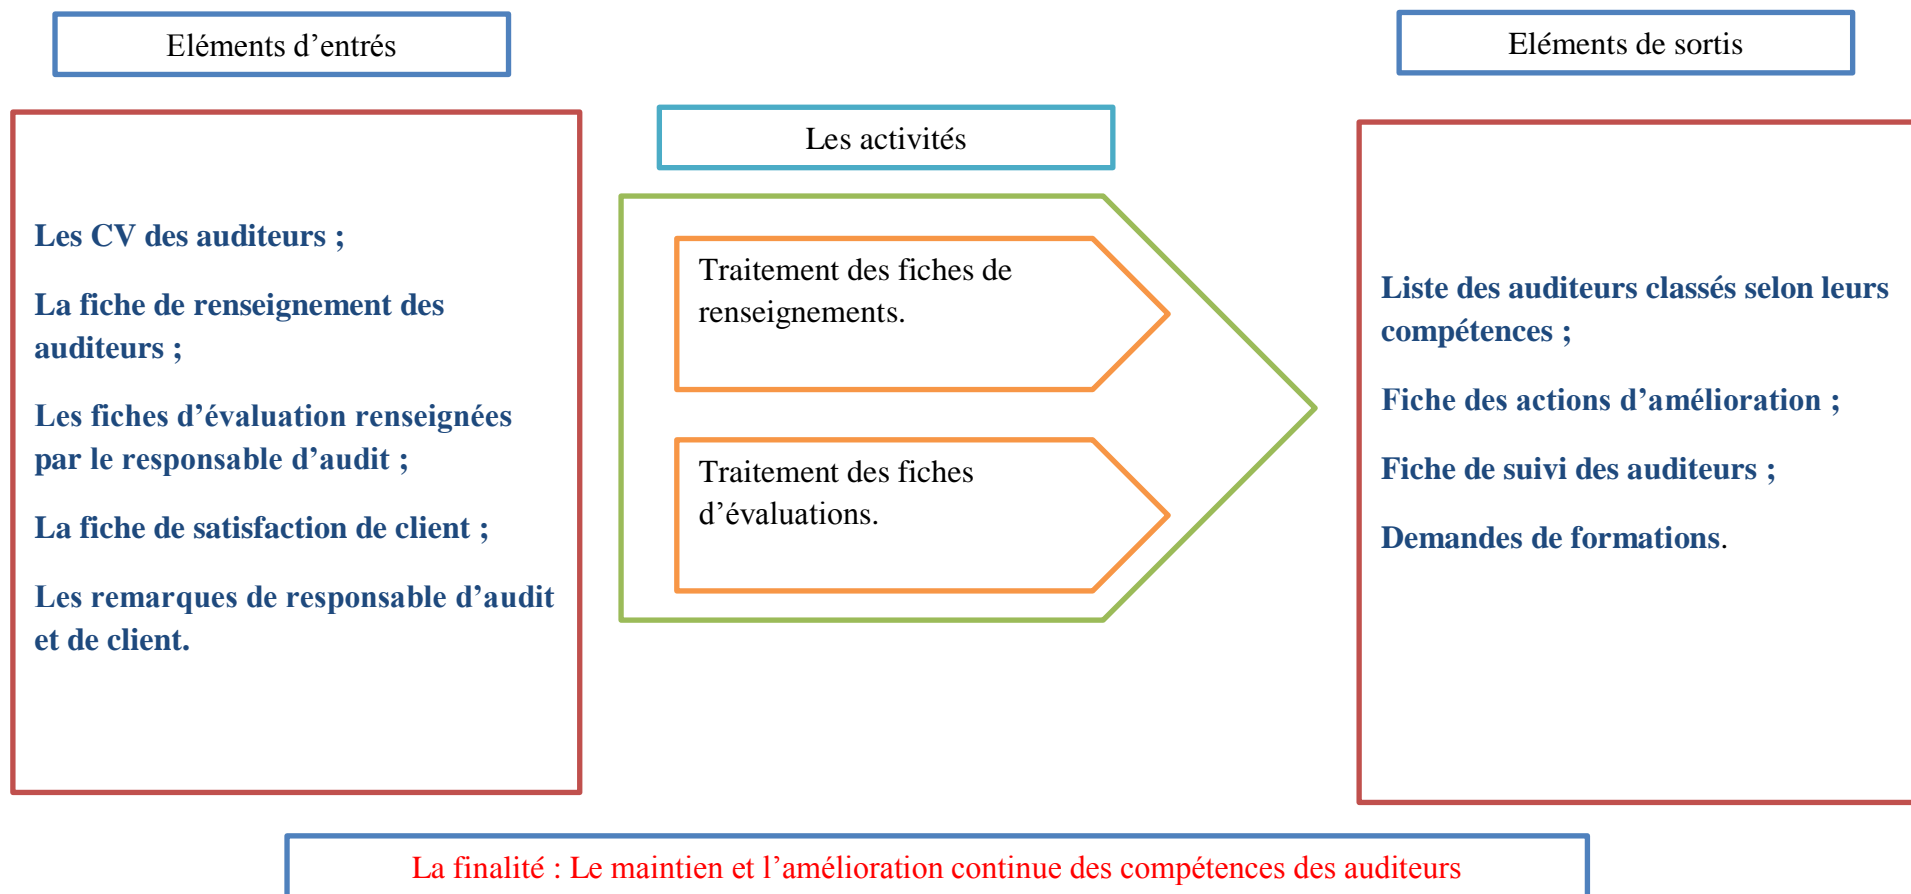 Eléments d’entrés
Les CV des auditeurs ;
La fiche de renseignement des
auditeurs ;
Les fiches d’évaluation renseignées
par le responsable d’audit ;
La fiche de satisfaction de client ;
Les remarques de responsable d’audit
et de client.
Les activités
Traitement des fiches de
renseignements.
Traitement des fiches
d’évaluations.
Eléments de sortis
Liste des auditeurs classés selon leurs
compétences ;
Fiche des actions d’amélioration ;
Fiche de suivi des auditeurs ;
Demandes de formations.
La finalité : Le maintien et l’amélioration continue des compétences des auditeurs